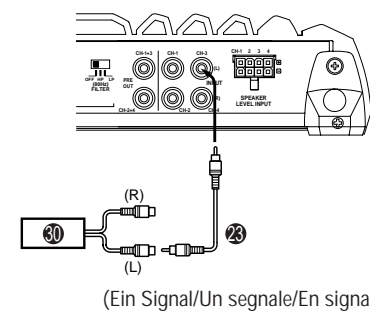 CH-1+3 CH-1 CH-3 CH-1 2 3 4
(L)
OFF HP LP
(80Hz)
FILTER
PRE
OUT
INPUT
(R)
CH-2+4 CH-2 CH-4
SPEAKER
LEVEL INPUT
(R)
30
23
(L)
(Ein Signal/Un segnale/En signa